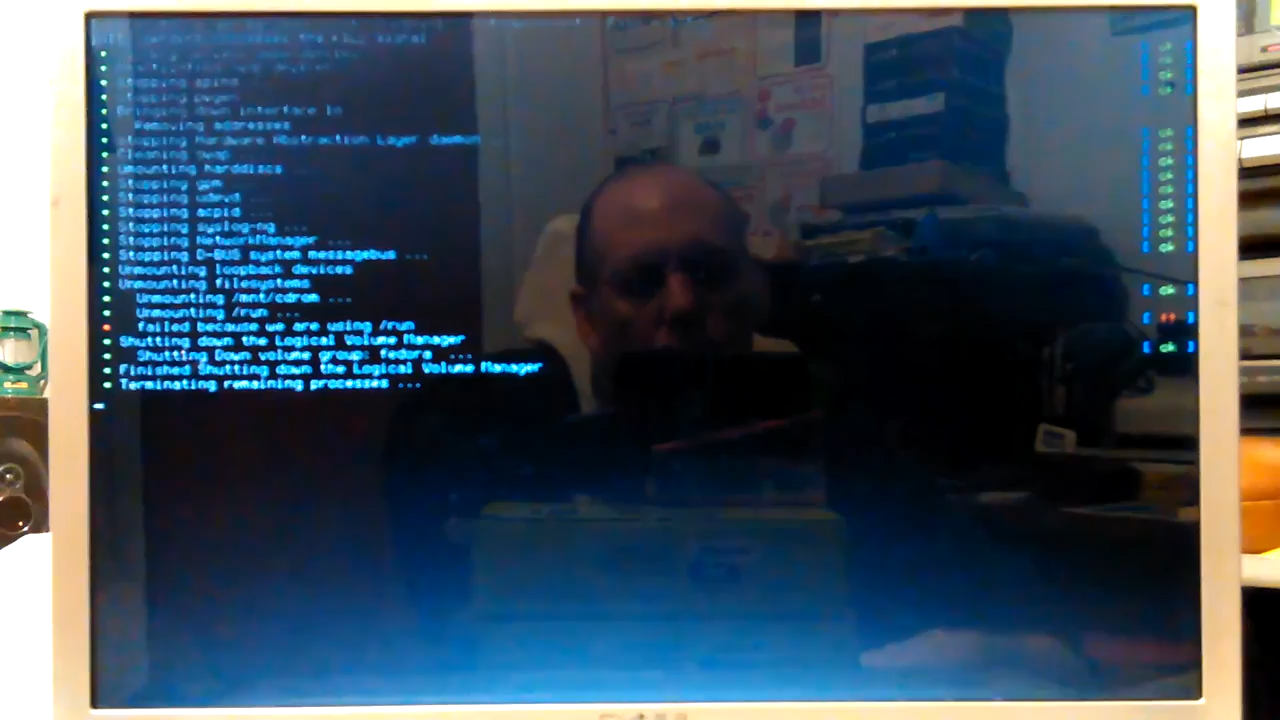 Stopping
Bringing down interface lo
Removing addresses
Stopping Hardware Abstraction Layer daemon
Cleaning swap
Umounting harddiscs
Stopping gpm
Stopping udevd ...
Stopping acpid ...
Stopping syslog-ng ...
Stopping NetworkManager ...
Stopping D-BUS system messagebus ...
Unmounting loopback devices
Unmounting filesystems
Unmounting /mnt/cdrom ... [ ok ]
Unmounting /run ...
failed because we are using /run [ !! ]
Shutting down the Logical Volume Manager
Shutting Down volume group: fedora ... [ ok ]
Finished Shutting down the Logical Volume Manager
Terminating remaining processes ...